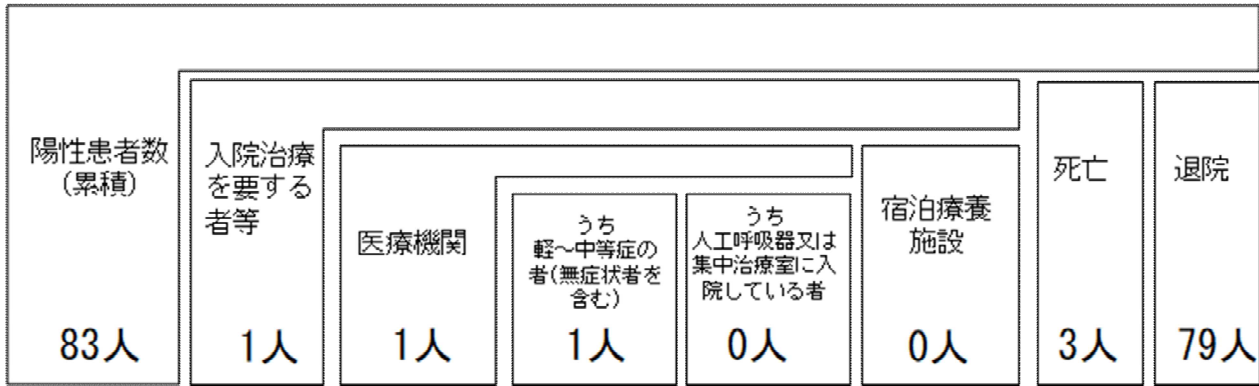 陽性患者数
(累積)
83人
入院治療
を要する
者等
1人
医療機関
1人
うち
軽~中等症の
者(無症状者を
含む)
1人
うち
人工呼吸器又は
集中治療室に入
院している者
0人
宿泊療養
施設
0人
死亡
3人
退院
79人